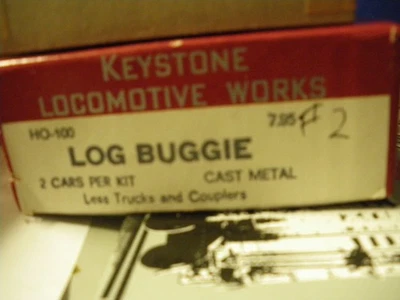 KEYSTONE
LOCOMOTIVE WORKS
HO-100 7.95 # 2
LOG BUGGIE
2 CARS PER KIT CAST METAL
Less Trucks and Couplers